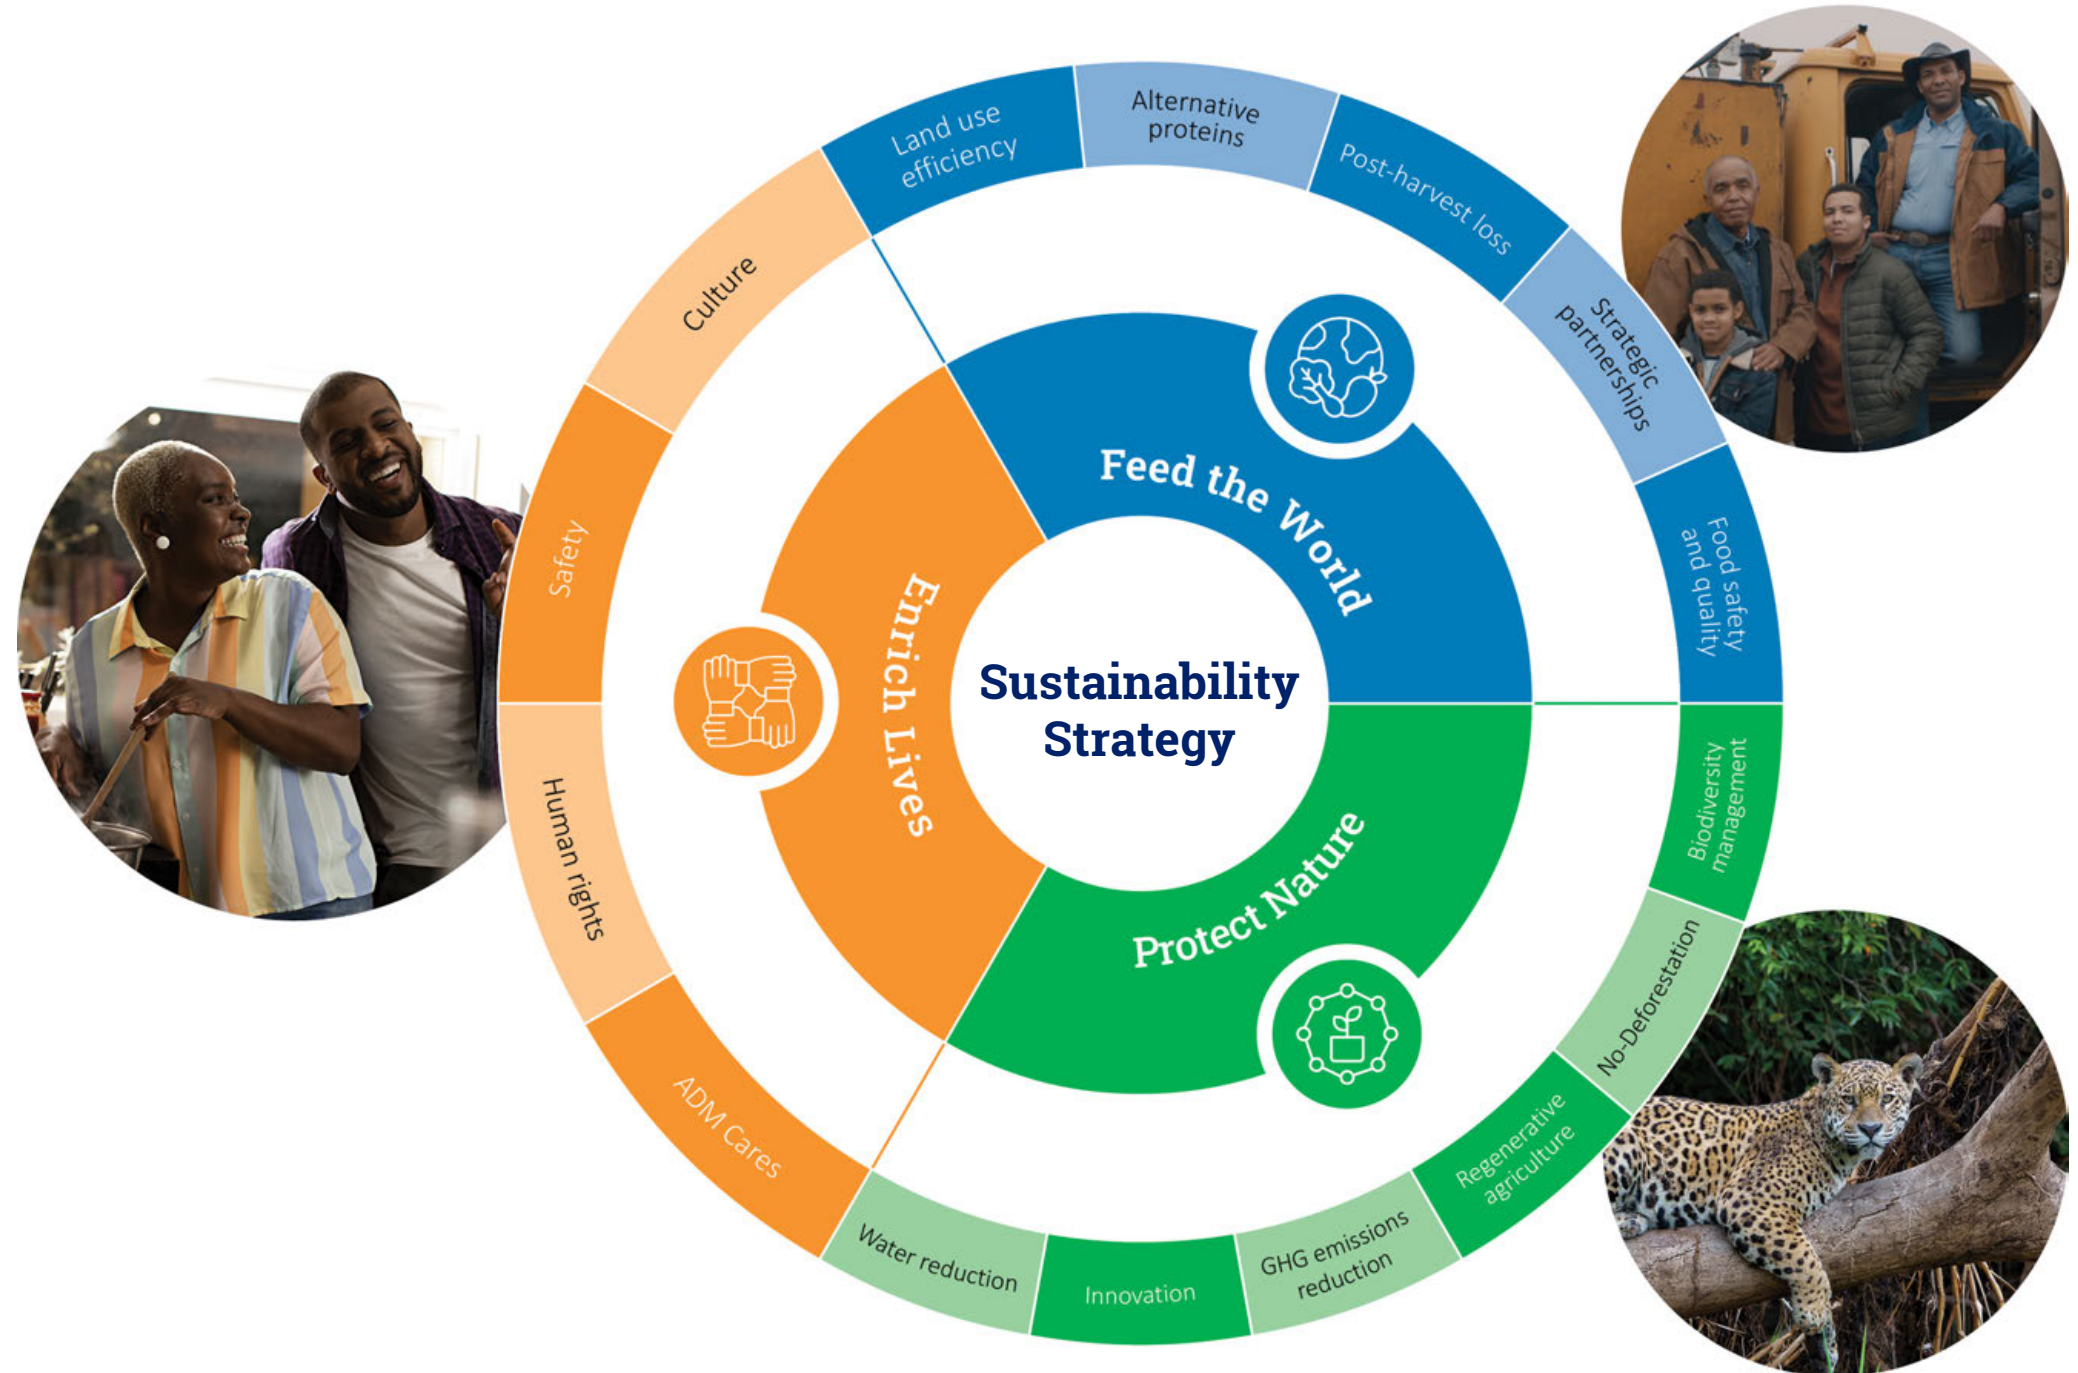 Land use
efficiency
Alternative
proteins
Post-harvest loss
Strategic
partnerships
Food safety
and quality
Culture
Safety
Human rights
ADM Cares
Feed the World
Enrich Lives
Sustainability
Strategy
Protect Nature
Biodiversity
management
No-Deforestation
Regenerative
agriculture
GHG emissions
reduction
Innovation
Water reduction